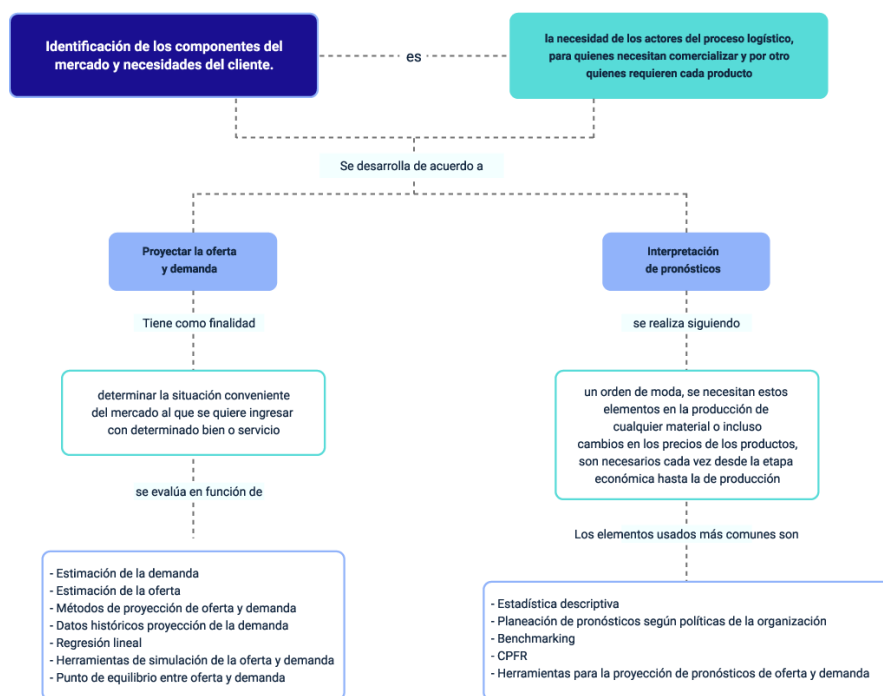 Identificación de los componentes del
mercado y necesidades del cliente.
es
la necesidad de los actores del proceso logístico,
para quienes necesitan comercializar y por otro
quienes requieren cada producto
Se desarrolla de acuerdo a
Proyectar la oferta
y demanda
Interpretación
de pronósticos
Tiene como finalidad
se realiza siguiendo
determinar la situación conveniente
del mercado al que se quiere ingresar
con determinado bien o servicio
un orden de moda, se necesitan estos
elementos en la producción de
cualquier material o incluso
cambios en los precios de los productos,
son necesarios cada vez desde la etapa
económica hasta la de producción
se evalúa en función de
Los elementos usados más comunes son
- Estimación de la demanda
- Estimación de la oferta
- Métodos de proyección de oferta y demanda
- Datos históricos proyección de la demanda
- Regresión lineal
- Herramientas de simulación de la oferta y demanda
- Punto de equilibrio entre oferta y demanda
- Estadística descriptiva
- Planeación de pronósticos según políticas de la organización
- Benchmarking
- CPFR
- Herramientas para la proyección de pronósticos de oferta y demanda